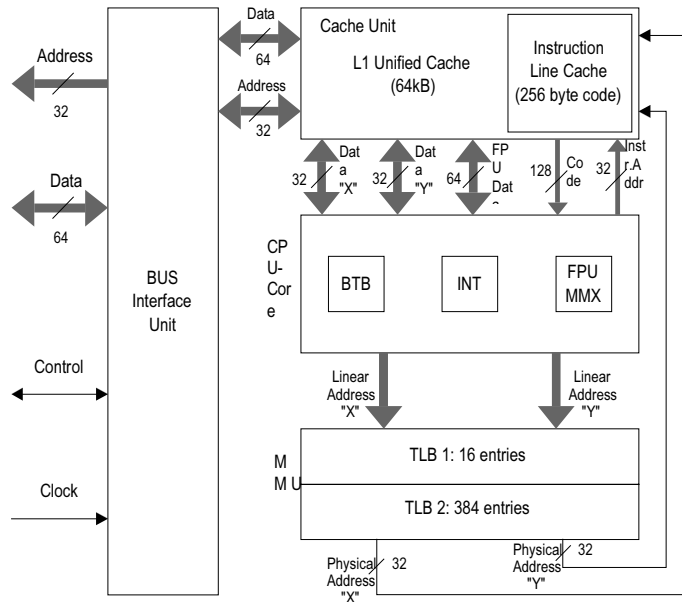 Address
32
Data
64
Control
Clock
BUS
Interface
Unit
Data
64
Address
32
Cache Unit
L1 Unified Cache
(64kB)
Instruction
Line Cache
(256 byte code)
32
Dat
a
"X"
32
Dat
a
"Y"
64
FP
U
Dat
128
Co
de
32
Inst
r.A
ddr
CP
U-
Cor
e
BTB
INT
FPU
MMX
Linear
Address
"X"
Linear
Address
"Y"
M
M U
TLB 1: 16 entries
TLB 2: 384 entries
Physical
Address
"X"
32
Physical
Address
"Y"
32